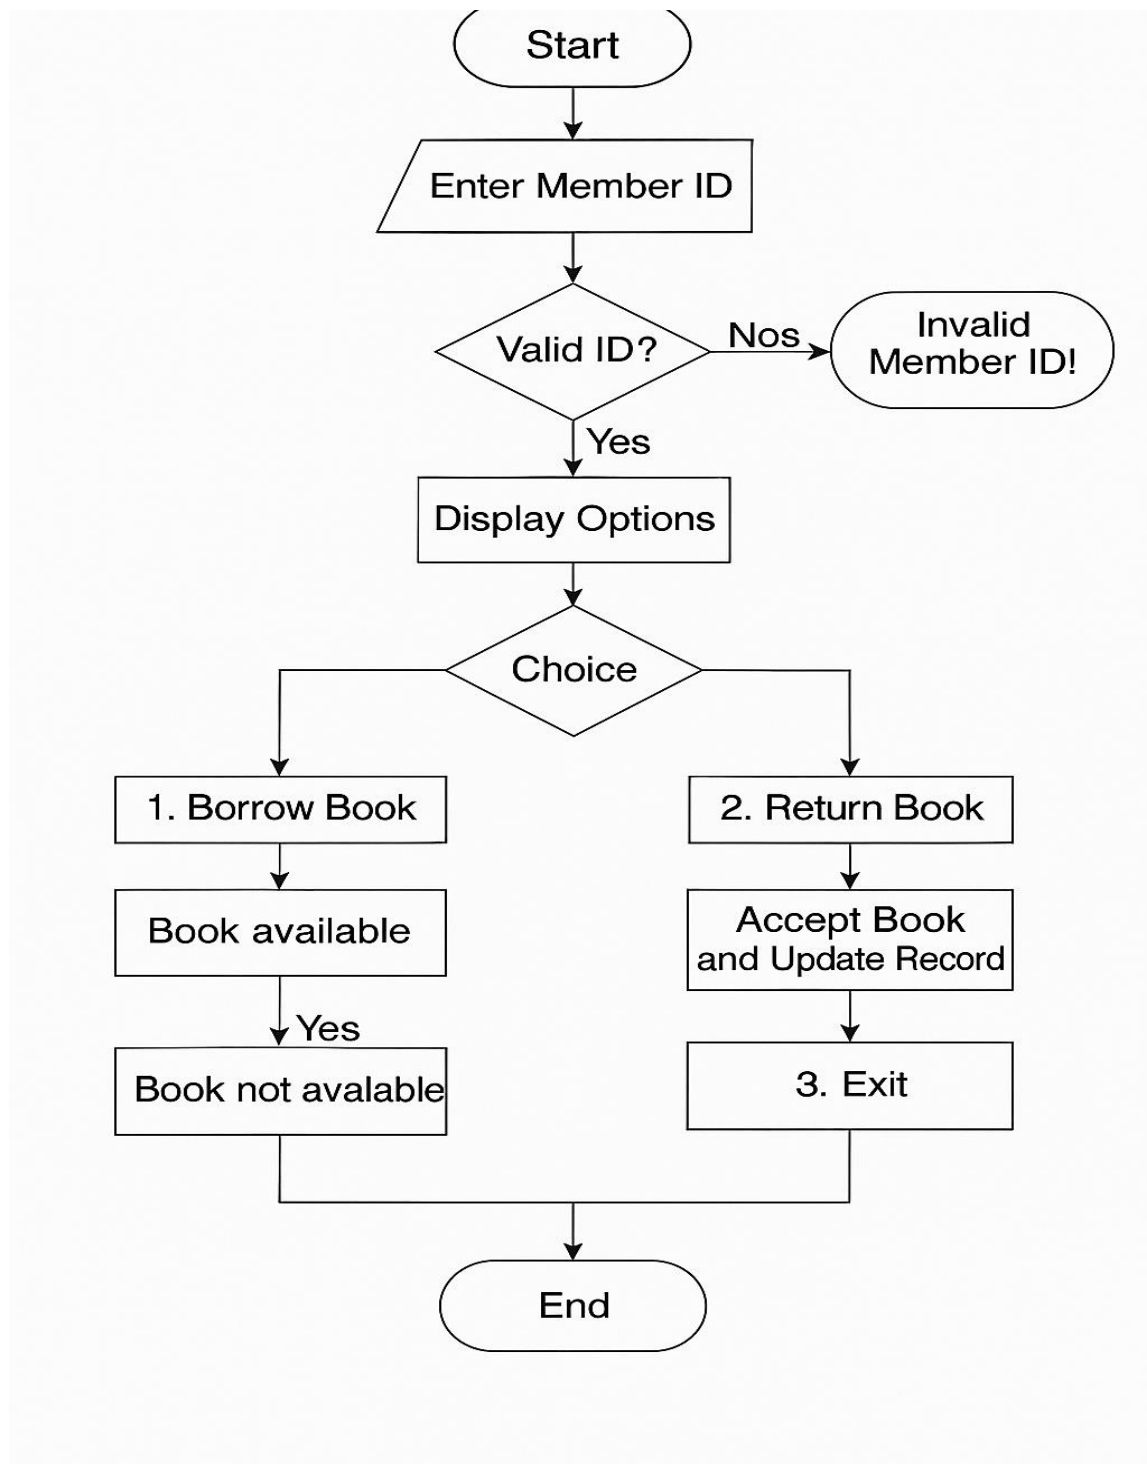 Start
Enter Member ID
Valid ID?
Nos
Invalid
Member ID!
Yes
Display Options
Choice
1. Borrow Book
2. Return Book
Book available
Accept Book
and Update Record
Yes
Book not avalable
3. Exit
End